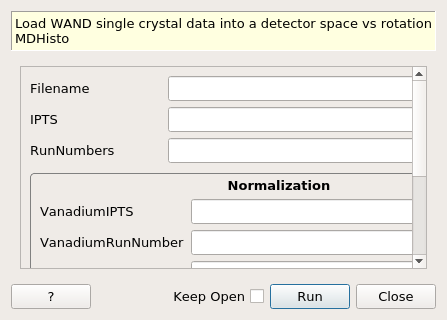 Load WAND single crystal data into a detector space vs rotation
MDHisto
Filename
IPTS
RunNumbers
Normalization
VanadiumIPTS
VanadiumRunNumber
?
Keep Open
Run
Close